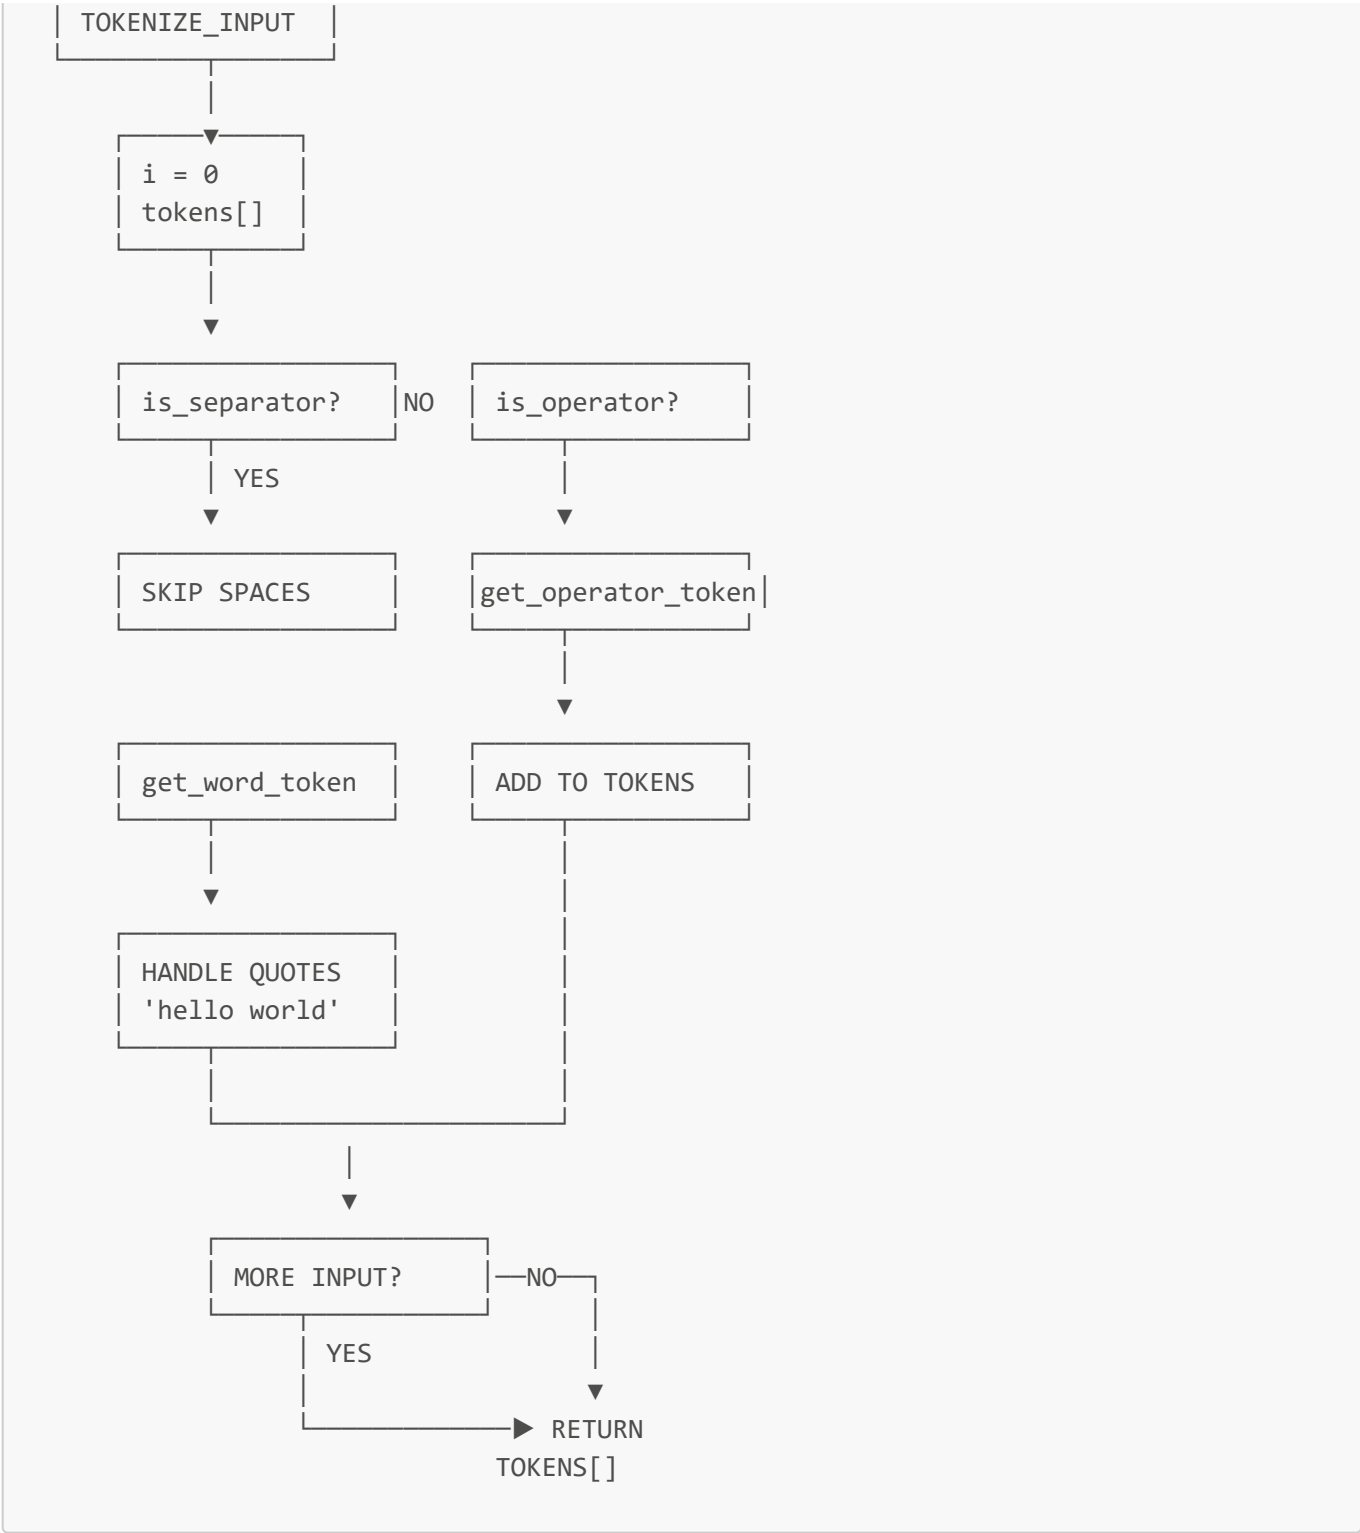 TOKENIZE_INPUT
i = 0
tokens[]
is_separator? NO is_operator?
YES
SKIP SPACES get_operator_token
get_word_token ADD TO TOKENS
HANDLE QUOTES
'hello world'
MORE INPUT? NO
YES
RETURN
TOKENS[]